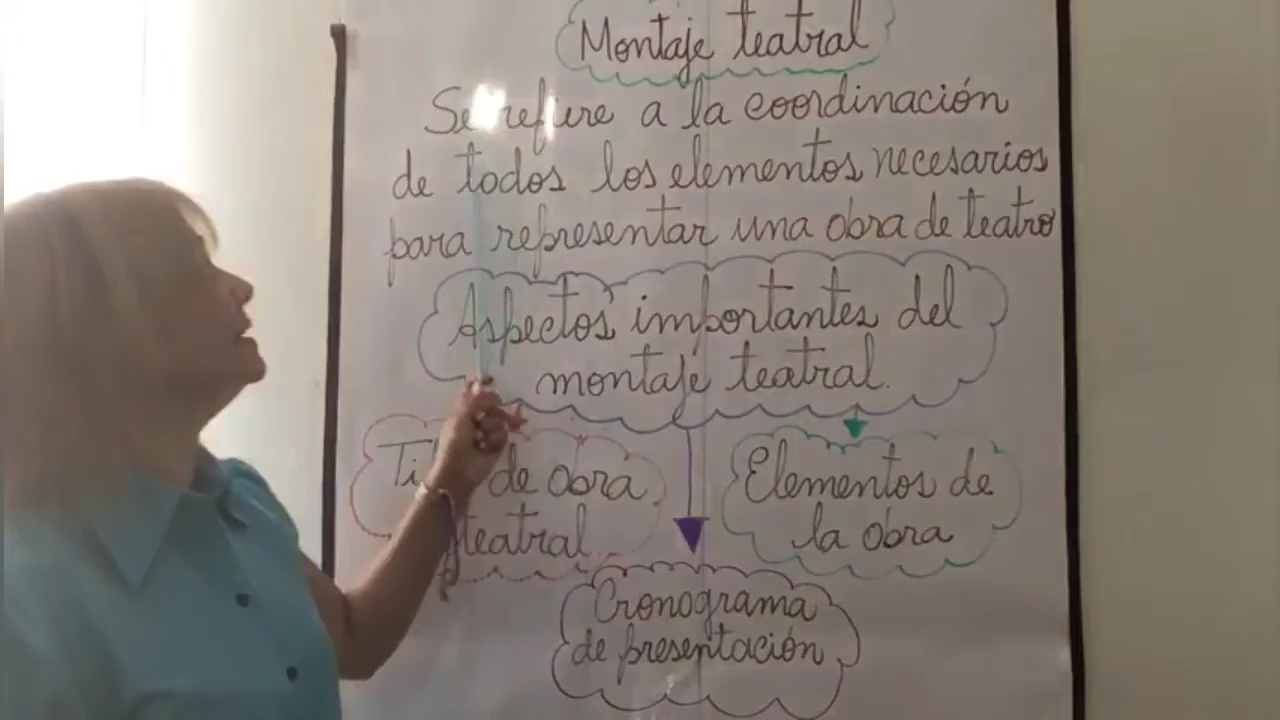 Montaje teatral
Se refiere a la coordinación
de todos los elementos necesarios
para representar una obra de teatro
Aspectos importantes del
montaje teatral.
de obra
teatral
Elementos de
la obra
Cronograma
de presentación